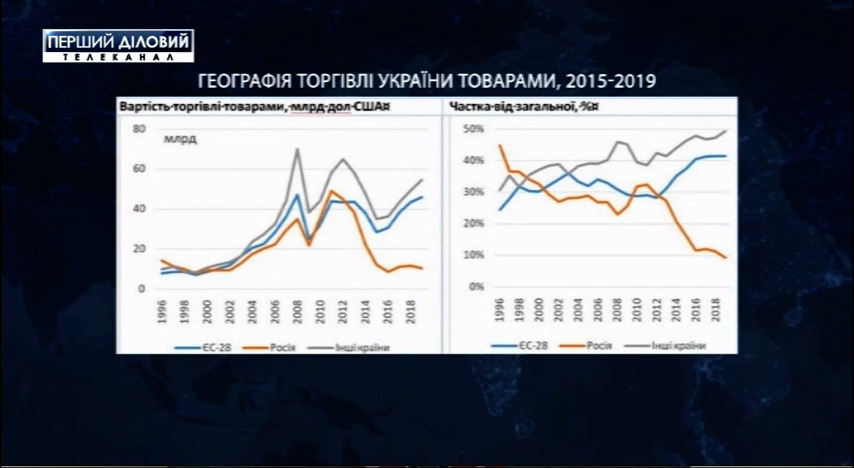 ПЕРШИЙ ДІЛОВИЙ
ТЕЛЕКАНАЛ
ГЕОГРАФІЯ ТОРГІВЛІ УКРАЇНИ ТОВАРАМИ, 2015-2019
Вартість·торгівлі·товарами,·млрд·дол·США¤
млрд
80
60
40
20
0
1996 1998 2000 2002 2004 2006 2008 2010 2012 2014 2016 2018
ЄС-28 Росія Інші країни
Частка·від·загальної,·%¤
50%
40%
30%
20%
10%
0%
1996 1998 2000 2002 2004 2006 2008 2010 2012 2014 2016 2018
ЄС-28 Росія Інші країни